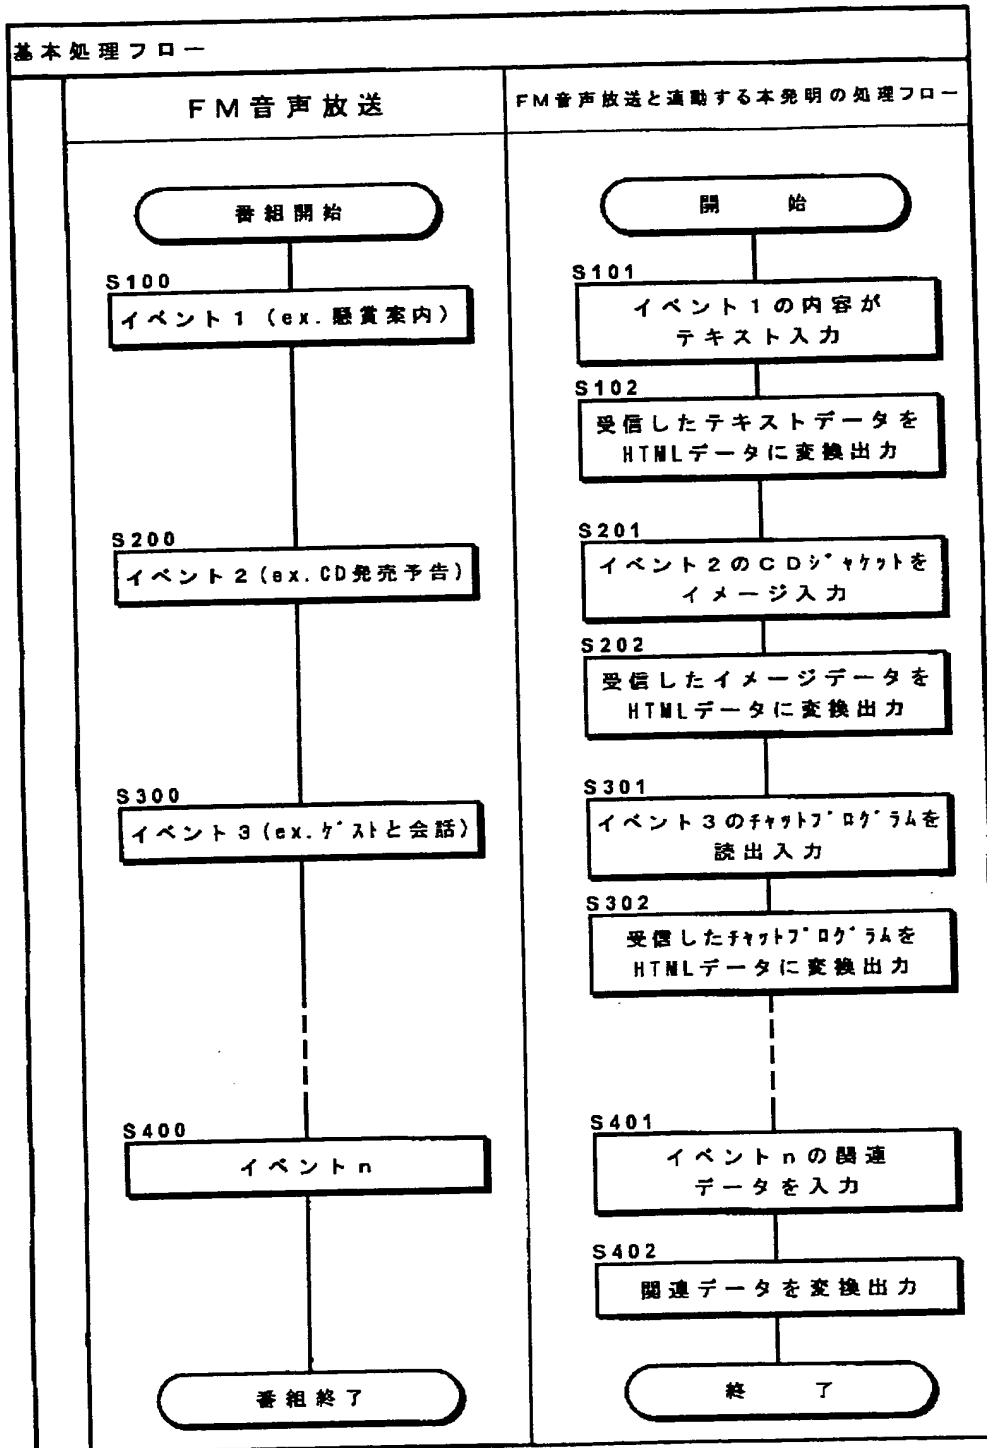 基本処理フロー
FM音声放送
FM音声放送と連動する本発明の処理フロー
番組開始
S100
イベント1 (ex.懸賞案内)
S200
イベント2 (ex.CD発売予告)
S300
イベント3 (ex.ゲストと会話)
S400
イベントn
番組終了
開 始
S101
イベント1の内容が
テキスト入力
S102
受信したテキストデータを
HTMLデータに変換出力
S201
イベント2のCDジャケットを
イメージ入力
S202
受信したイメージデータを
HTMLデータに変換出力
S301
イベント3のチャットプログラムを
読出入力
S302
受信したチャットプログラムを
HTMLデータに変換出力
S401
イベントnの関連
データを入力
S402
関連データを変換出力
終 了